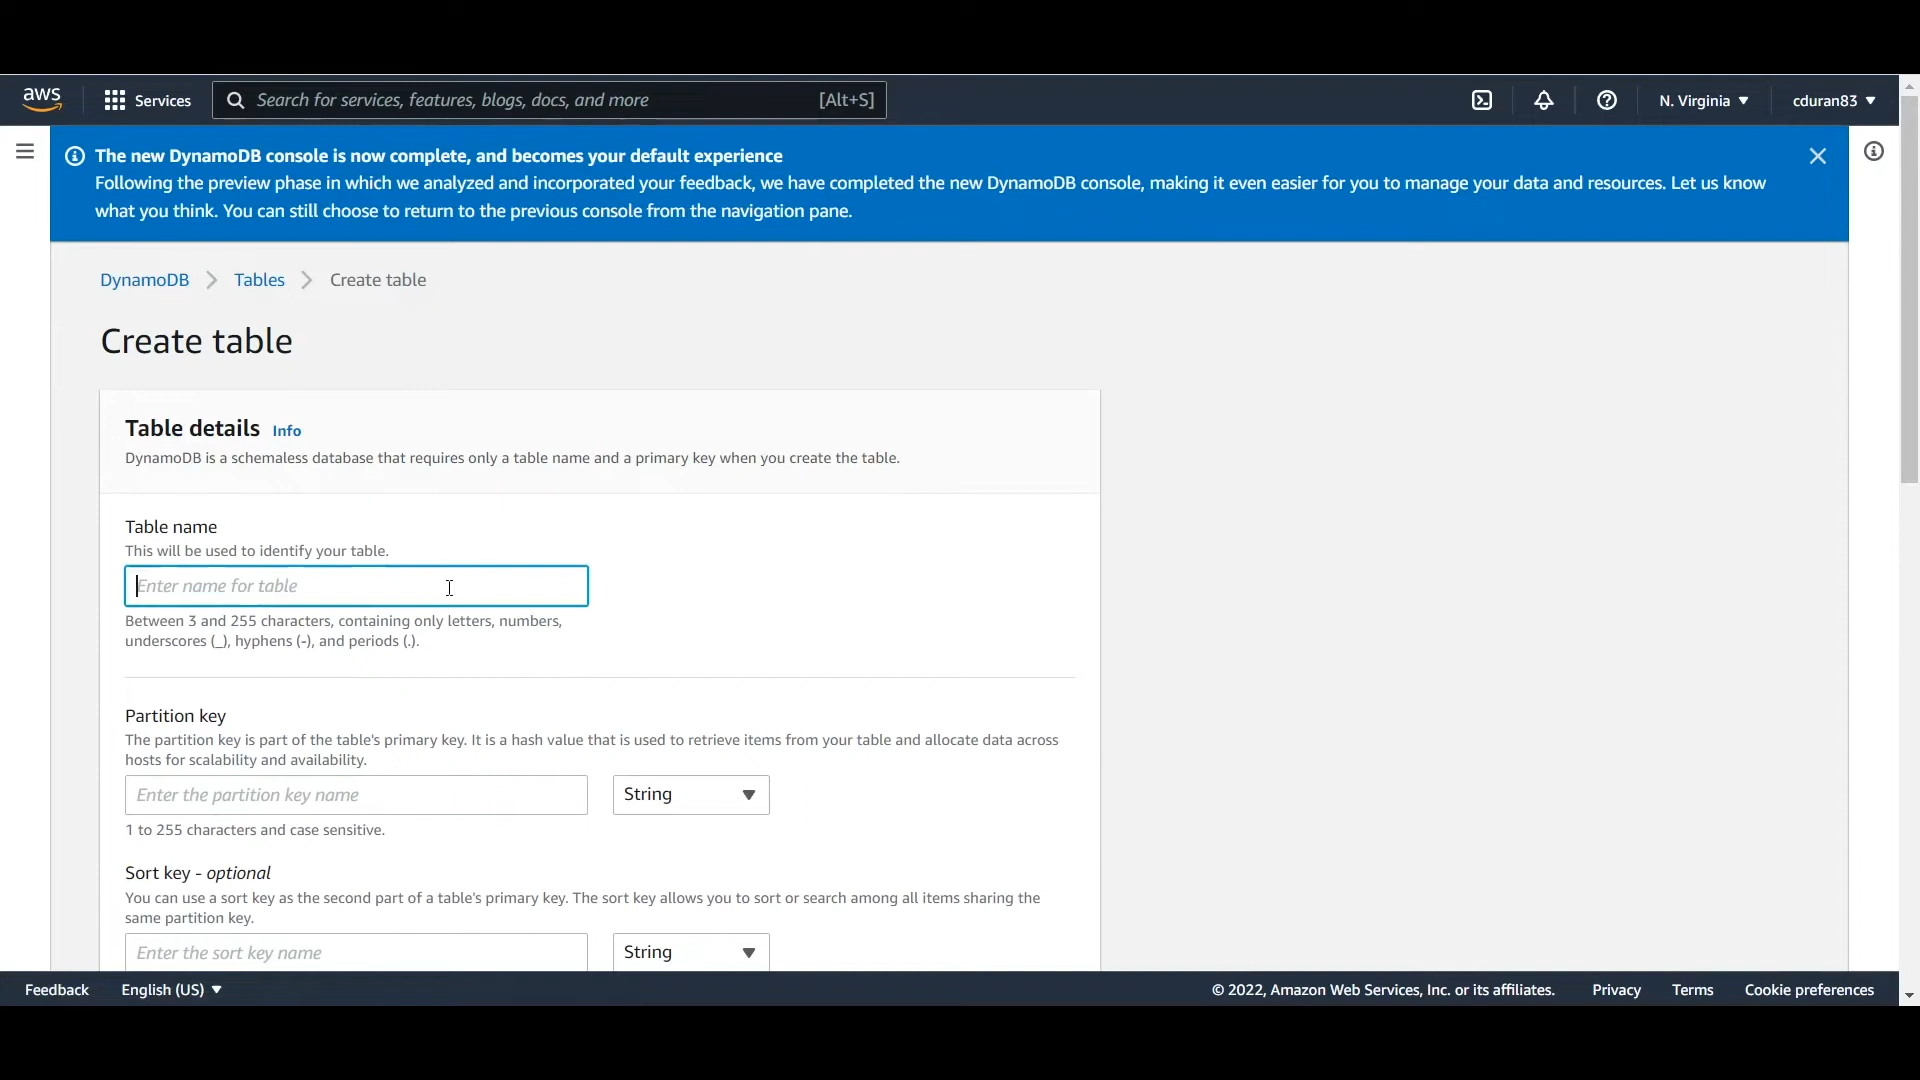 aws
Services
Search for services, features, blogs, docs, and more
[Alt+S]
N. Virginia
cduran83
The new DynamoDB console is now complete, and becomes your default experience
Following the preview phase in which we analyzed and incorporated your feedback, we have completed the new DynamoDB console, making it even easier for you to manage your data and resources. Let us know
what you think. You can still choose to return to the previous console from the navigation pane.
DynamoDB
Tables
Create table
Create table
Table details Info
DynamoDB is a schemaless database that requires only a table name and a primary key when you create the table.
Table name
This will be used to identify your table.
Enter name for table
Between 3 and 255 characters, containing only letters, numbers,
underscores (_), hyphens (-), and periods (.).
Partition key
The partition key is part of the table's primary key. It is a hash value that is used to retrieve items from your table and allocate data across
hosts for scalability and availability.
Enter the partition key name
String
1 to 255 characters and case sensitive.
Sort key - optional
You can use a sort key as the second part of a table's primary key. The sort key allows you to sort or search among all items sharing the
same partition key.
Enter the sort key name
String
Feedback
English (US)
© 2022, Amazon Web Services, Inc. or its affiliates.
Privacy
Terms
Cookie preferences